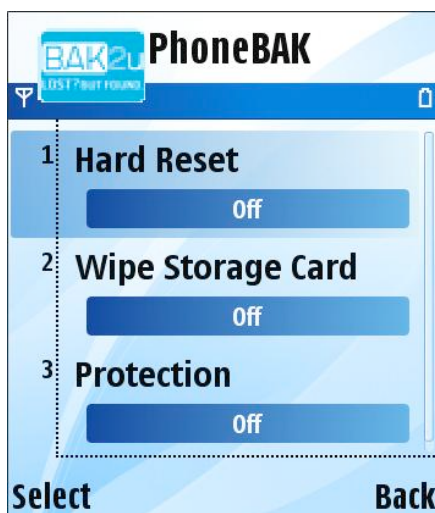 BAK2u
LOST?BUT FOUND.
PhoneBAK
1 Hard Reset
Off
2 Wipe Storage Card
Off
3 Protection
Off
Select Back